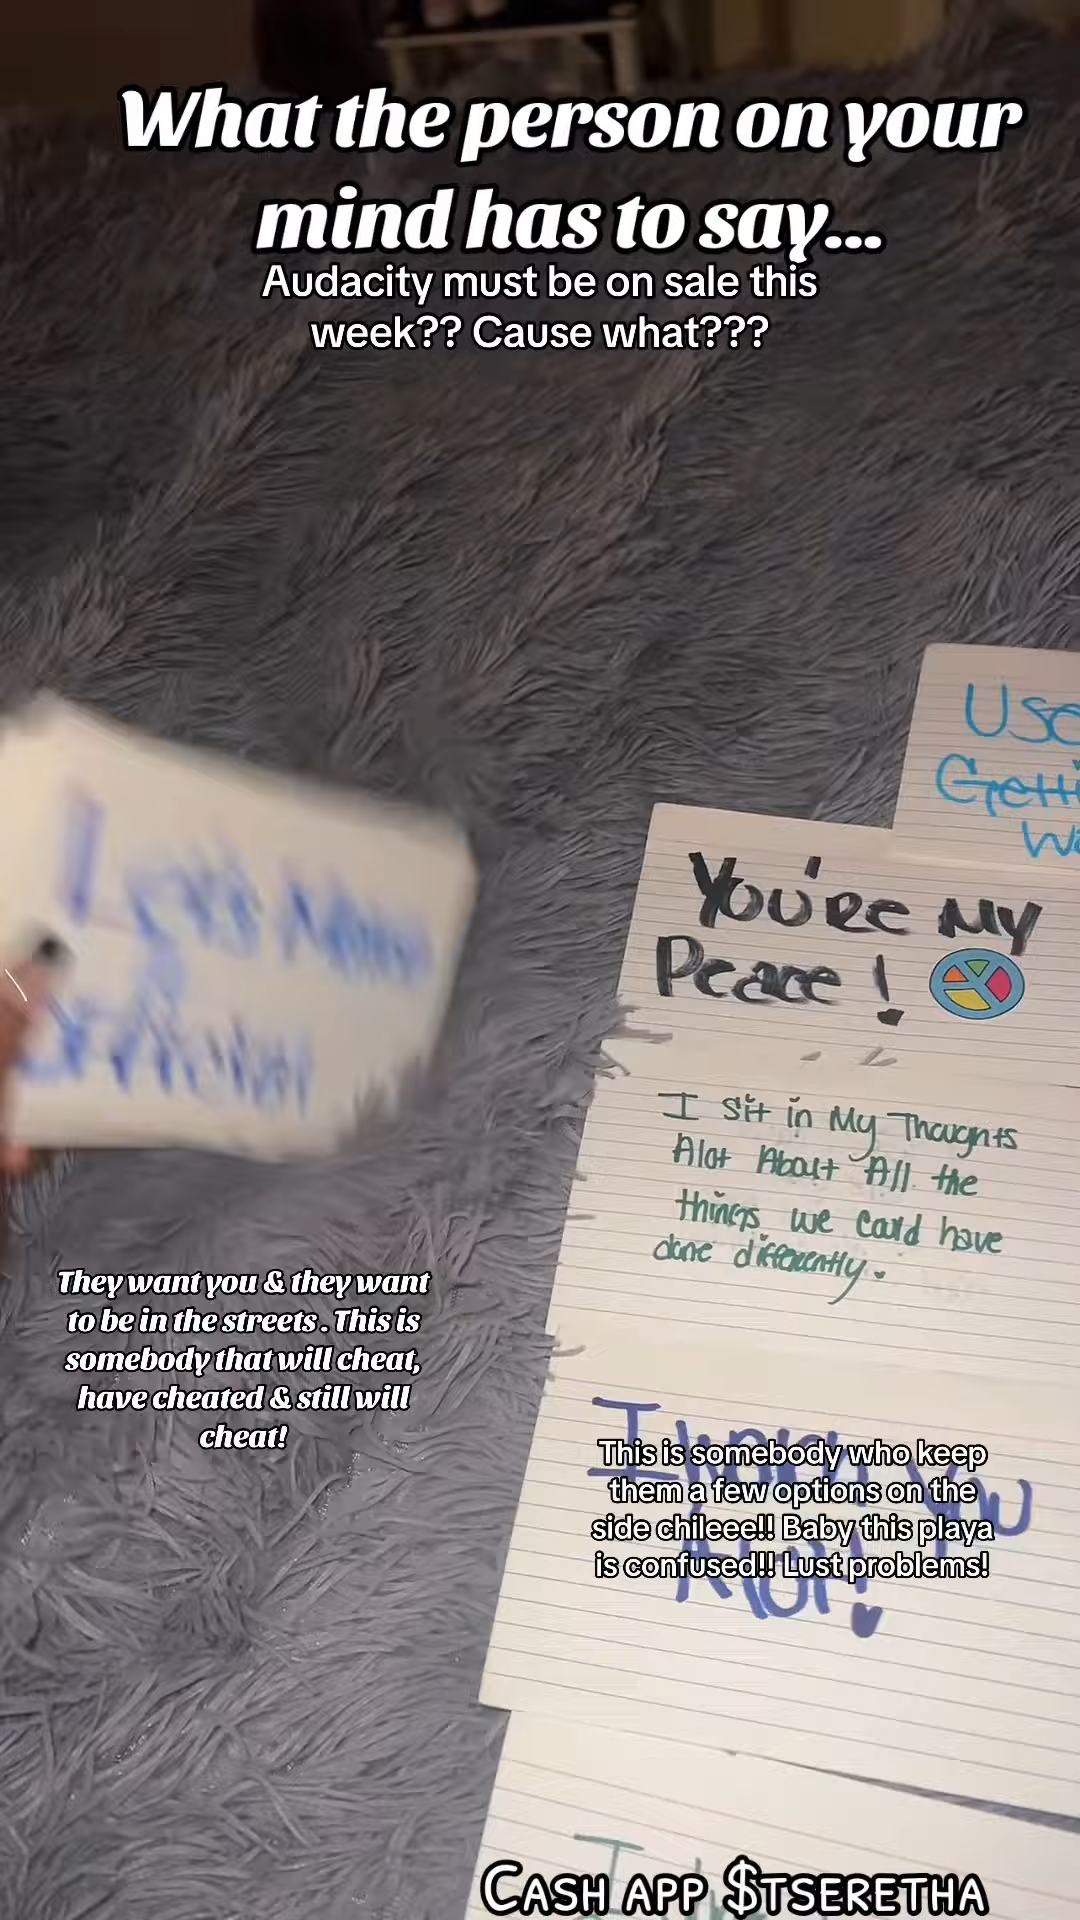 What the person on your
mind has to say...
Audacity must be on sale this
week?? Cause what???
Getti
You're My
Peace!
I Sit in My Thoughts
Alot About All the
things we could have
done differently.
They want you & they want
to be in the streets. This is
somebody that will cheat,
have cheated & still will
cheat!
I you
This is somebody who keep
them a few options on the
side chileee!! Baby this playa
is confused!! Lust problems!
Cash app $tseretha